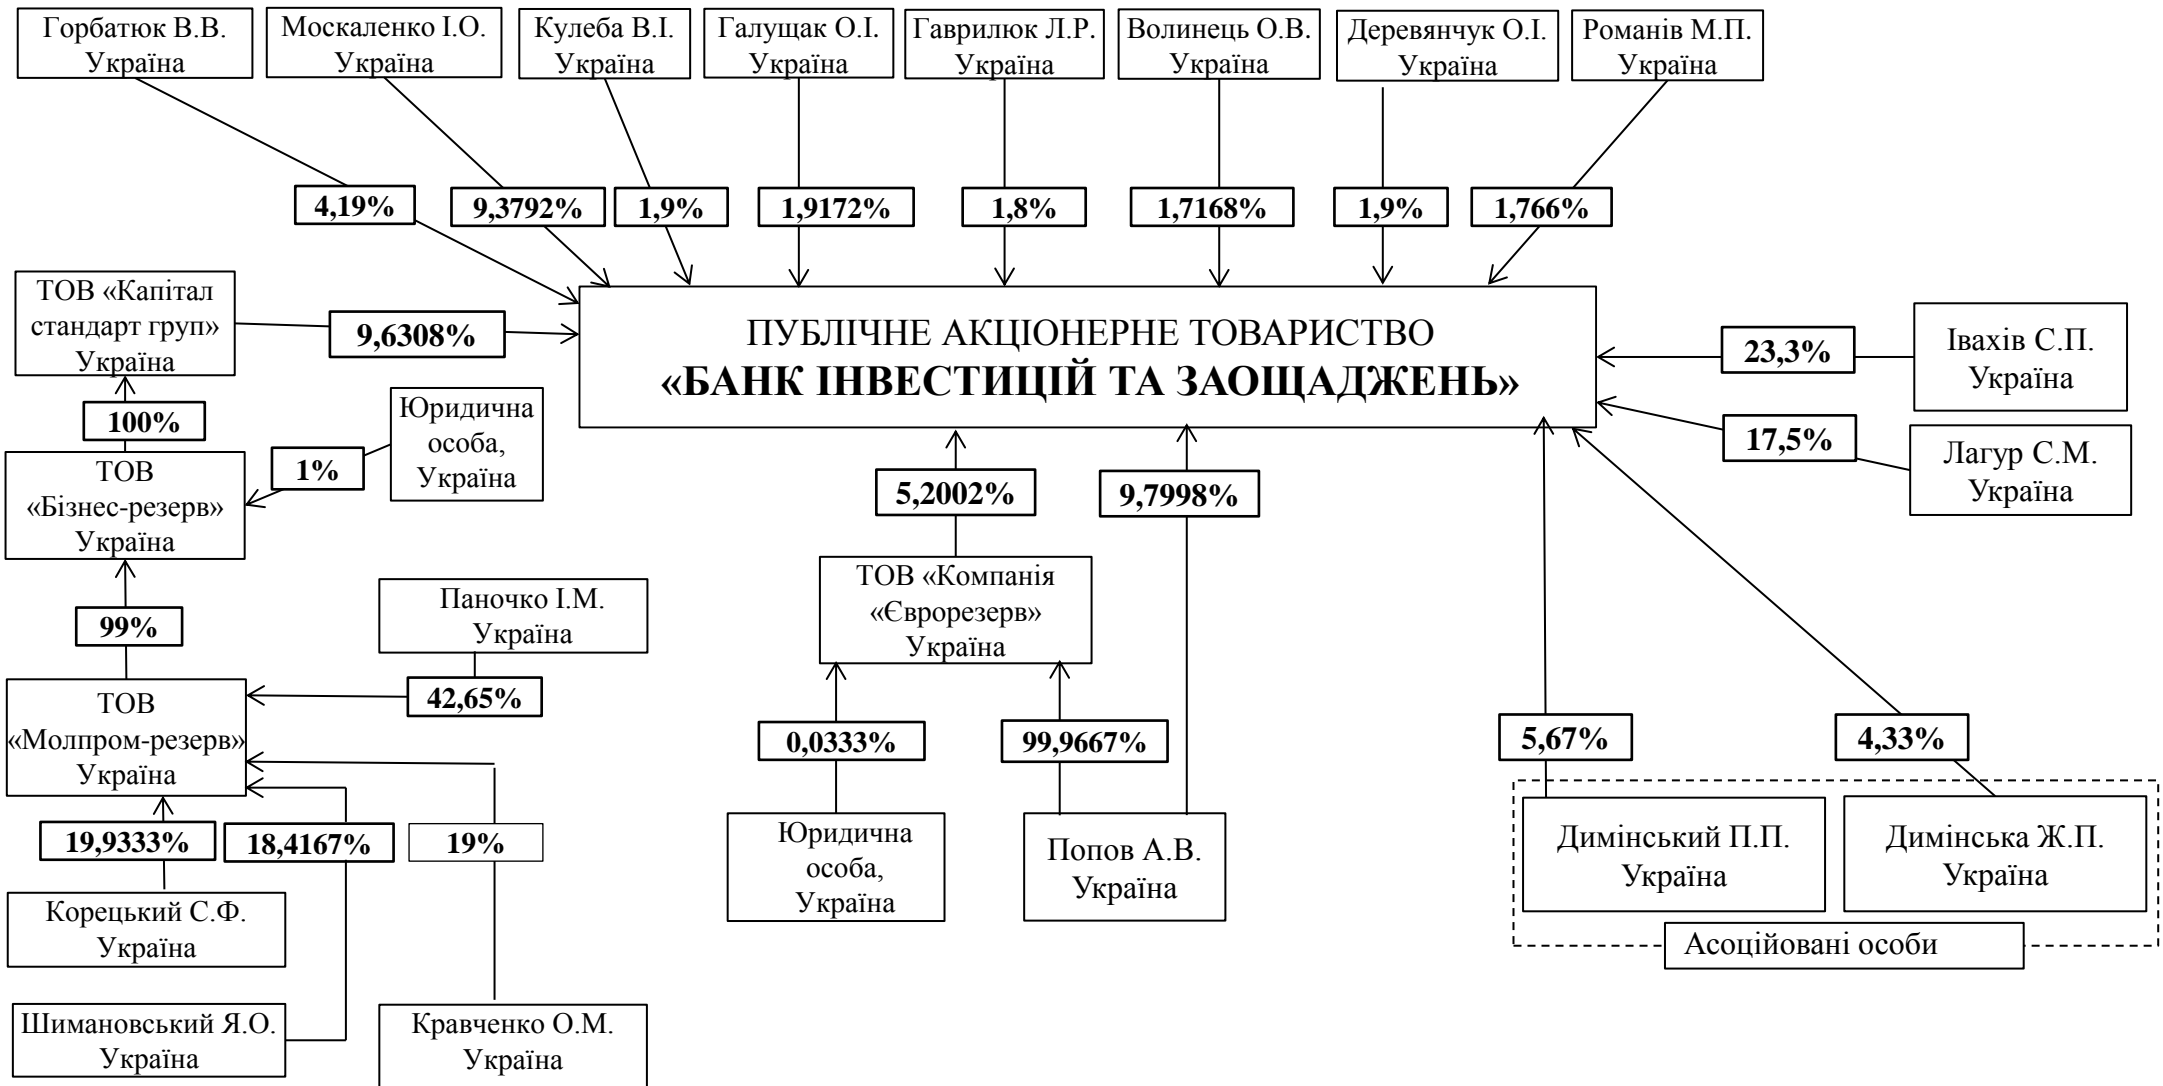 Горбатюк В.В.
Україна
Москаленко І.О.
Україна
Кулеба В.І.
Україна
Галущак О.І.
Україна
Гаврилюк Л.Р.
Україна
Волинець О.В.
Україна
Деревянчук О.І.
Україна
Романів М.П.
Україна
4,19%
9,3792%
1,9%
1,9172%
1,8%
1,7168%
1,9%
1,766%
ТОВ «Капітал
стандарт груп»
Україна
9,6308%
ПУБЛІЧНЕ АКЦІОНЕРНЕ ТОВАРИСТВО
«БАНК ІНВЕСТИЦІЙ ТА ЗАОЩАДЖЕНЬ»
23,3%
Івахів С.П.
Україна
17,5%
Лагур С.М.
Україна
100%
Юридична
особа,
Україна
1%
ТОВ
«Бізнес-резерв»
Україна
5,2002%
9,7998%
99%
Паночко І.М.
Україна
42,65%
ТОВ «Компанія
«Єврорезерв»
Україна
ТОВ
«Молпром-резерв»
Україна
0,0333%
99,9667%
5,67%
4,33%
19,9333%
18,4167%
19%
Юридична
особа,
Україна
Попов А.В.
Україна
Димінський П.П.
Україна
Димінська Ж.П.
Україна
Асоційовані особи
Корецький С.Ф.
Україна
Шимановський Я.О.
Україна
Кравченко О.М.
Україна